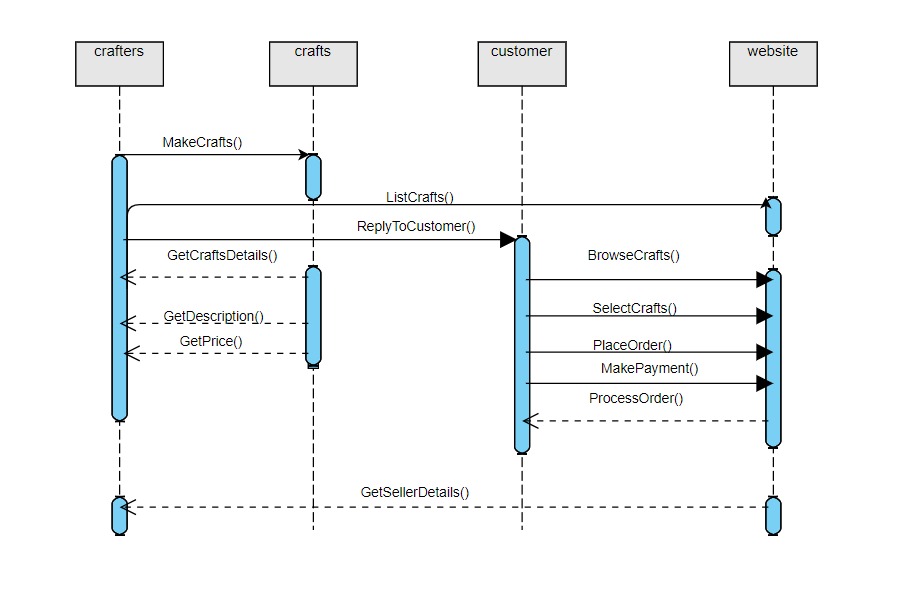 crafters
crafts
customer
website
MakeCrafts()
ListCrafts()
ReplyToCustomer()
GetCraftsDetails()
BrowseCrafts()
SelectCrafts()
GetDescription()
GetPrice()
PlaceOrder()
MakePayment()
ProcessOrder()
GetSellerDetails()